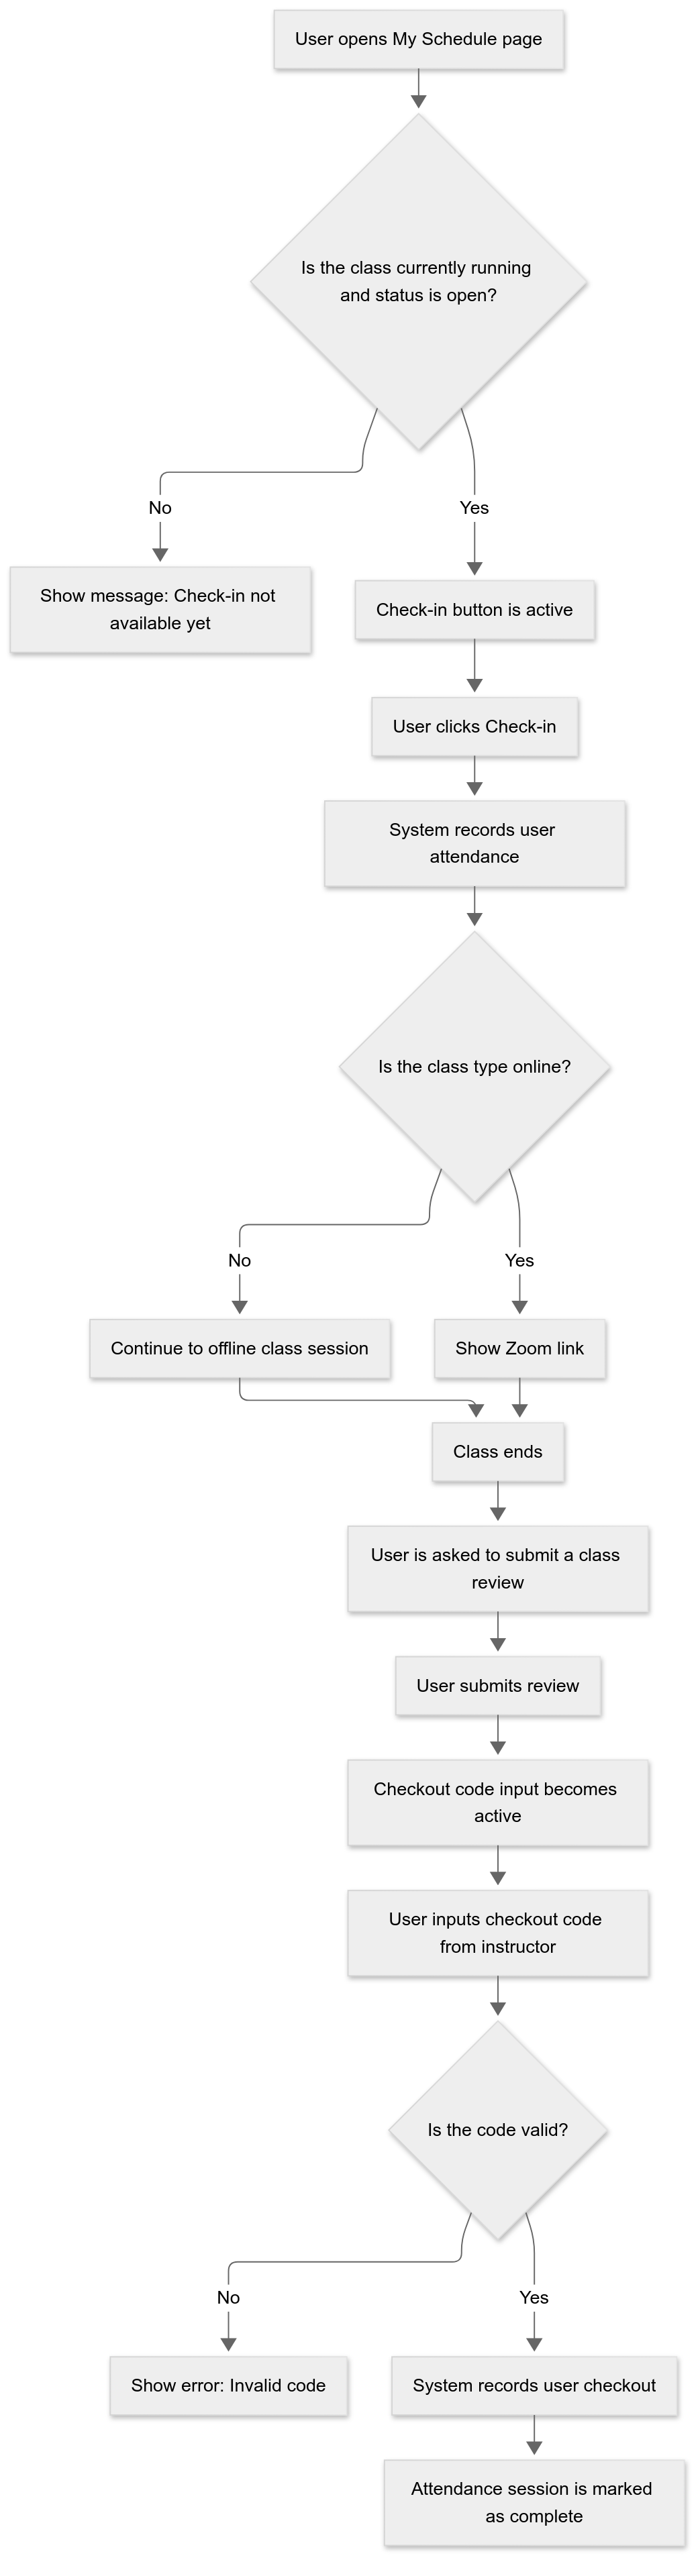 User opens My Schedule page
Is the class currently running
and status is open?
No
Yes
Show message: Check-in not
available yet
Check-in button is active
User clicks Check-in
System records user
attendance
Is the class type online?
No
Yes
Continue to offline class session
Show Zoom link
Class ends
User is asked to submit a class
review
User submits review
Checkout code input becomes
active
User inputs checkout code
from instructor
Is the code valid?
No
Yes
Show error: Invalid code
System records user checkout
Attendance session is marked
as complete